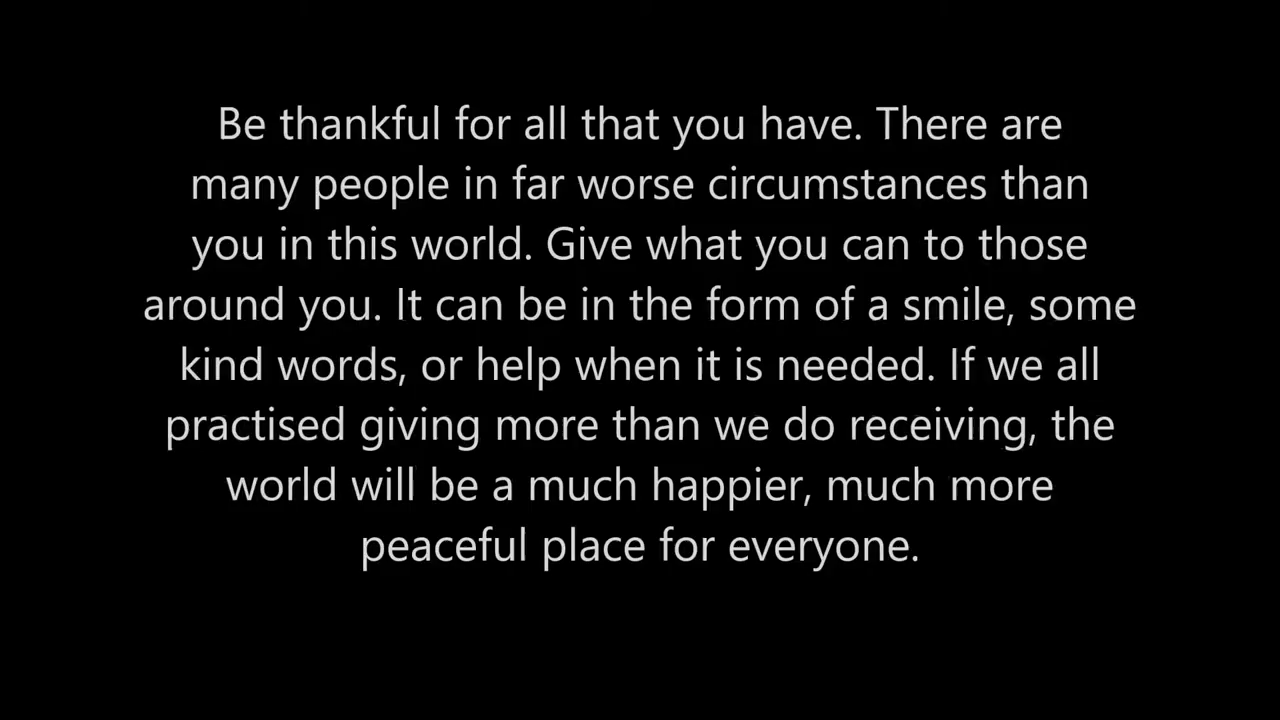 Be thankful for all that you have. There are
many people in far worse circumstances than
you in this world. Give what you can to those
around you. It can be in the form of a smile, some
kind words, or help when it is needed. If we all
practised giving more than we do receiving, the
world will be a much happier, much more
peaceful place for everyone.